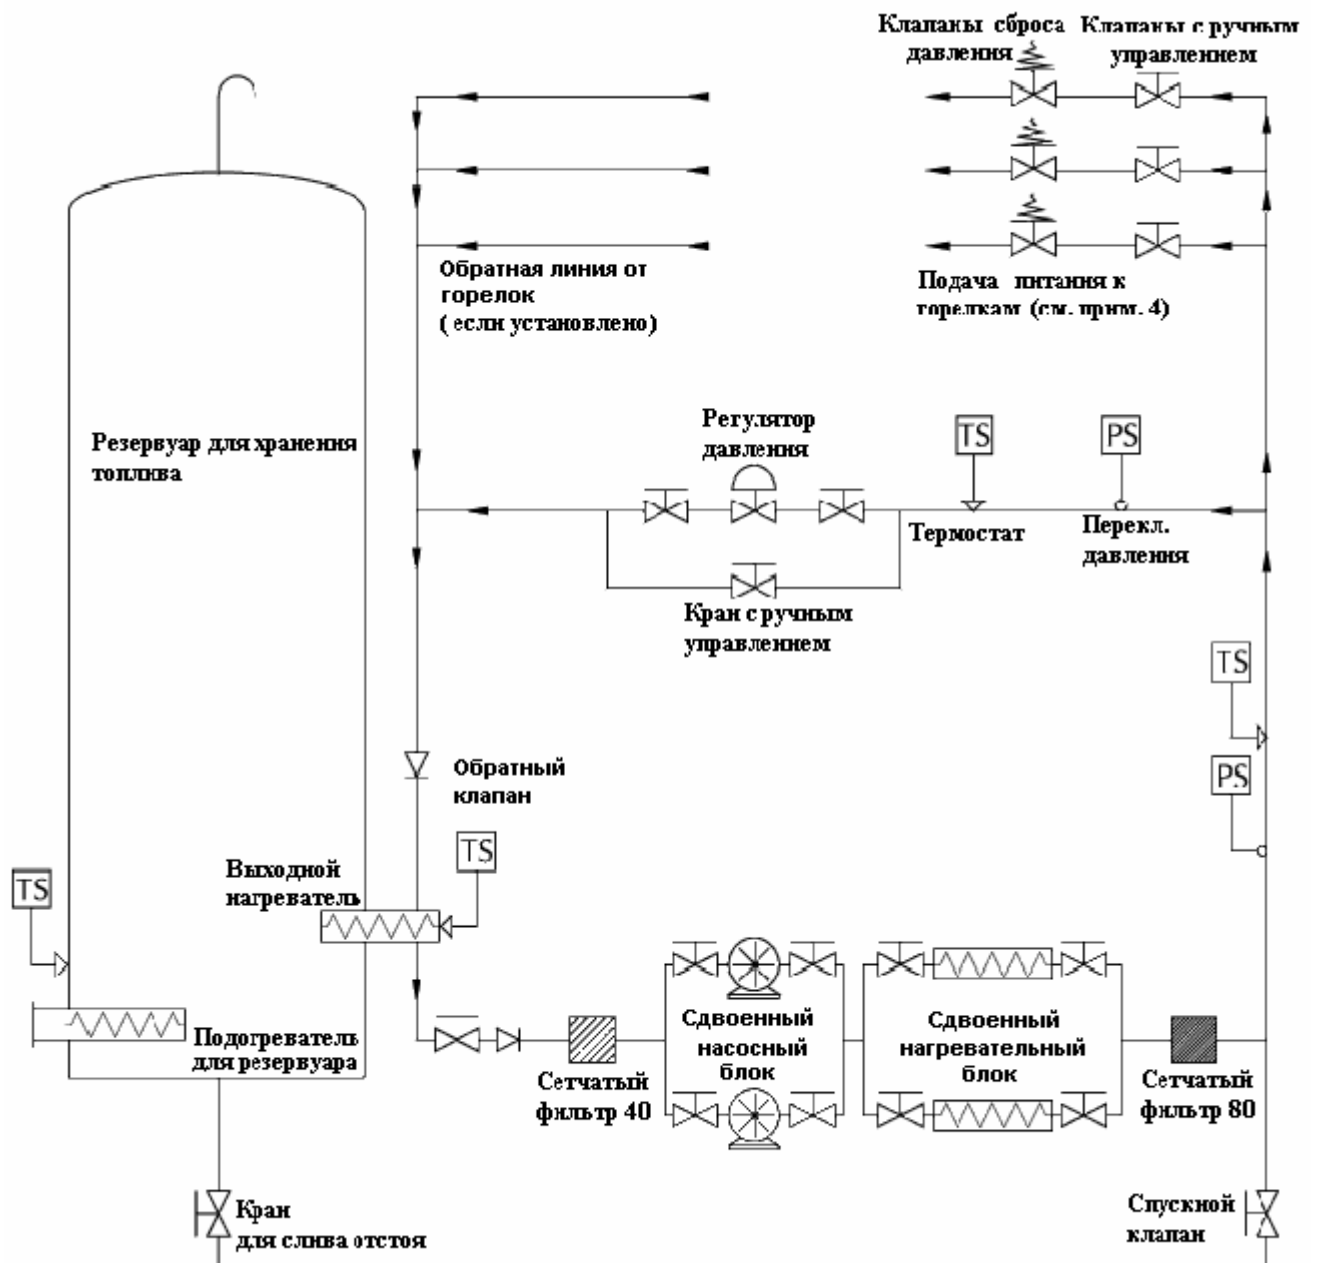 Клапаны сброса
давления
Клапаны с ручным
управлением
Обратная линия от
горелок
( если установлено)
Подача питания к
горелкам (см. прим. 4)
Резервуар для хранения
топлива
Регулятор
давления
TS
PS
Термостат
Перекл.
давления
Кран с ручным
управлением
TS
PS
Обратный
клапан
TS
Выходной
нагреватель
TS
Подогреватель
для резервуара
Сдвоенный
насосный
блок
Сдвоенный
нагревательный
блок
Сетчатый
фильтр 40
Сетчатый
фильтр 80
Кран
для слива отстоя
Спускной
клапан